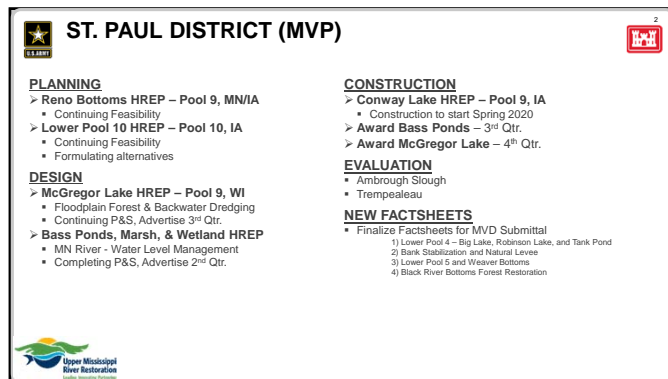 2
ST. PAUL DISTRICT (MVP)
U.S.ARMY
PLANNING
➢ Reno Bottoms HREP – Pool 9, MN/IA
▪ Continuing Feasibility
➢ Lower Pool 10 HREP – Pool 10, IA
▪ Continuing Feasibility
▪ Formulating alternatives
DESIGN
➢ McGregor Lake HREP – Pool 9, WI
▪ Floodplain Forest & Backwater Dredging
▪ Continuing P&S, Advertise 3rd Qtr.
➢ Bass Ponds, Marsh, & Wetland HREP
▪ MN River - Water Level Management
▪ Completing P&S, Advertise 2nd Qtr.
CONSTRUCTION
➢ Conway Lake HREP – Pool 9, IA
▪ Construction to start Spring 2020
➢ Award Bass Ponds – 3rd Qtr.
➢ Award McGregor Lake – 4th Qtr.
EVALUATION
▪ Ambrough Slough
▪ Trempealeau
NEW FACTSHEETS
▪ Finalize Factsheets for MVD Submittal
1) Lower Pool 4 – Big Lake, Robinson Lake, and Tank Pond
2) Bank Stabilization and Natural Levee
3) Lower Pool 5 and Weaver Bottoms
4) Black River Bottoms Forest Restoration
Upper Mississippi
River Restoration
Leading, Innovating, Partnering